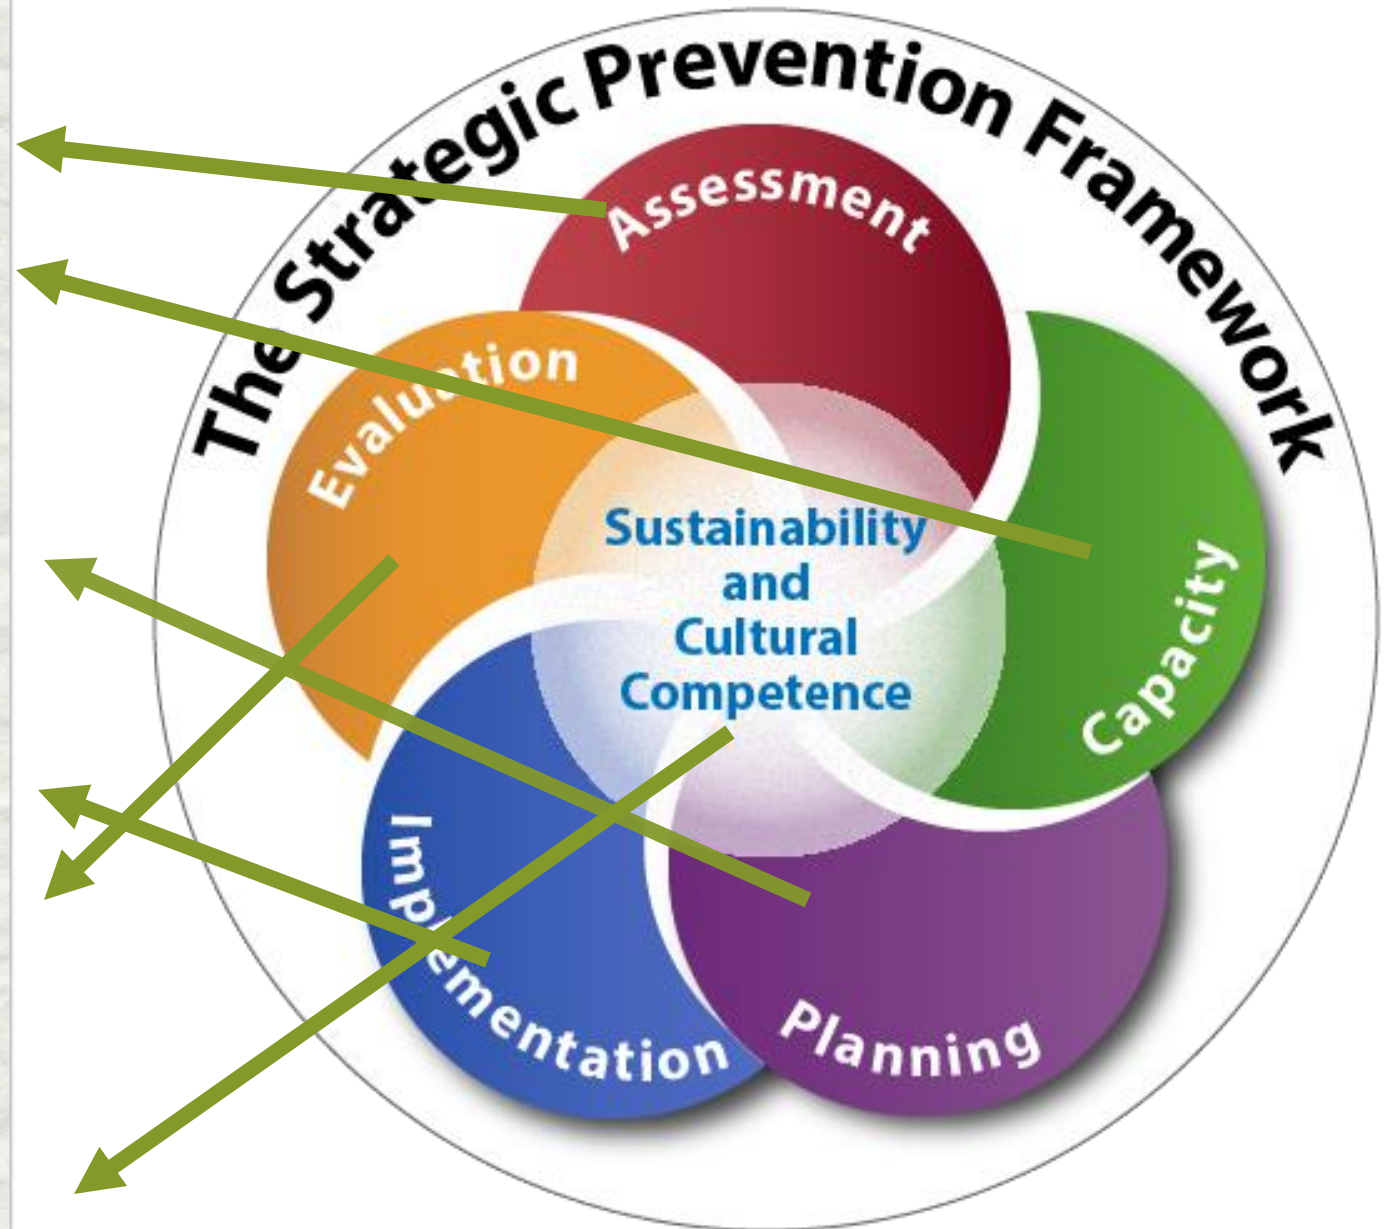 The Strategic Prevention Framework
Assessment
Evaluation
Sustainability
and
Cultural
Competence
Capacity
Implementation
Planning